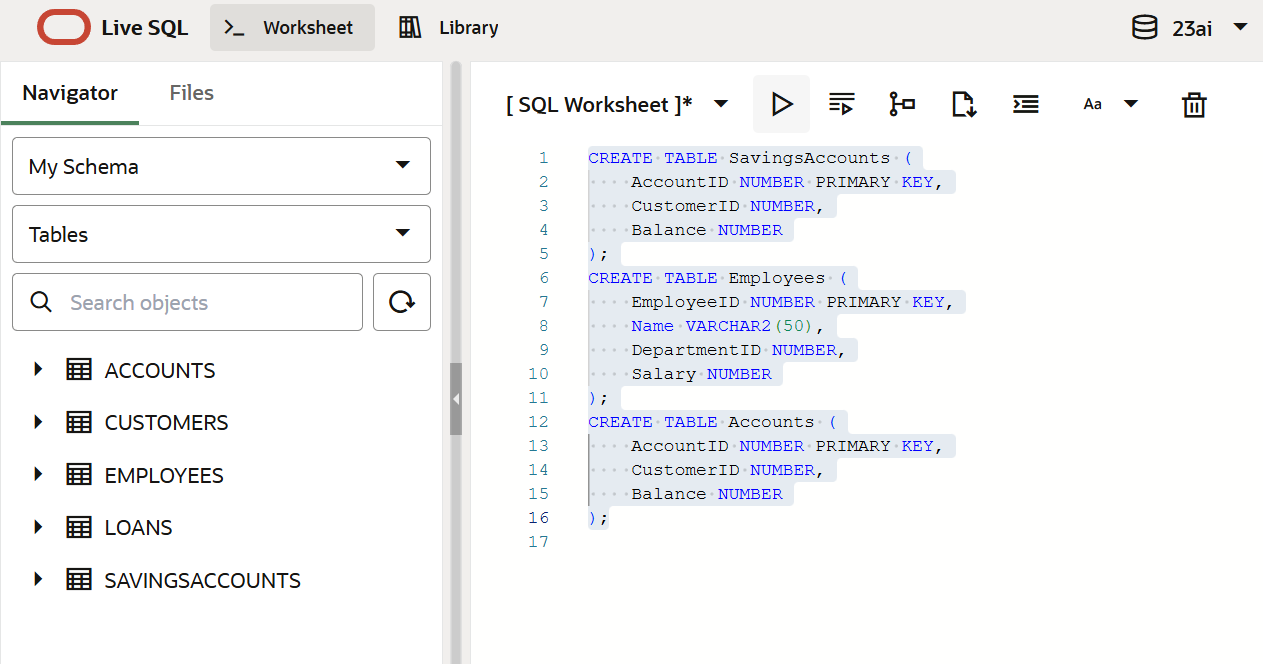 Live SQL
>_ Worksheet
Library
23ai
Navigator
Files
My Schema
Tables
Search objects
ACCOUNTS
CUSTOMERS
EMPLOYEES
LOANS
SAVINGSACCOUNTS
[ SQL Worksheet ]*
Aa
1 CREATE TABLE SavingsAccounts (
2     AccountID NUMBER PRIMARY KEY,
3     CustomerID NUMBER,
4     Balance NUMBER
5 );
6 CREATE TABLE Employees (
7     EmployeeID NUMBER PRIMARY KEY,
8     Name VARCHAR2(50),
9     DepartmentID NUMBER,
10     Salary NUMBER
11 );
12 CREATE TABLE Accounts (
13     AccountID NUMBER PRIMARY KEY,
14     CustomerID NUMBER,
15     Balance NUMBER
16 );
17